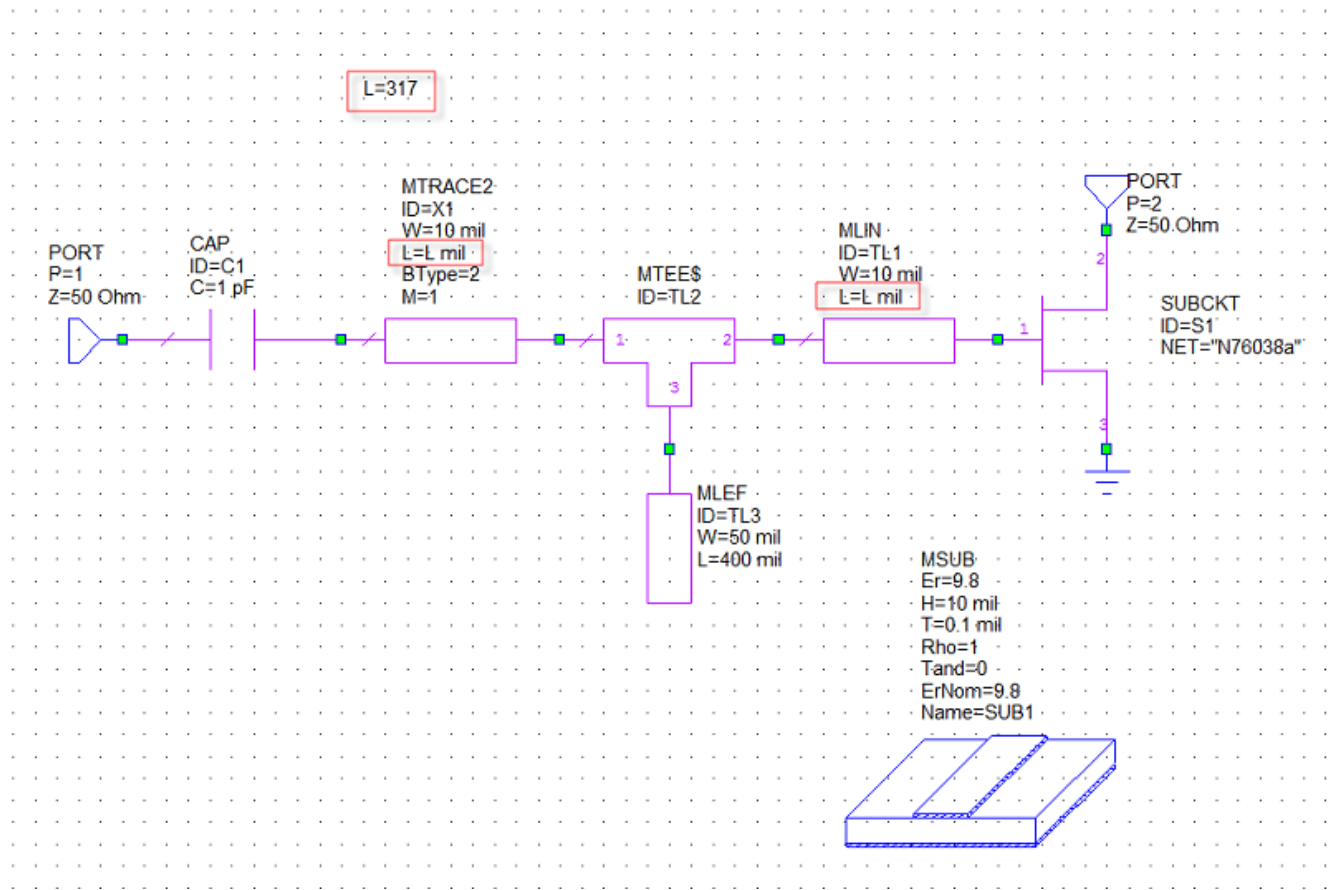 L=317
MTRACE2
ID=X1
W=10 mil
L=L mil
BType=2
M=1
PORT
P=1
Z=50 Ohm
CAP
ID=C1
C=1 pF
MTEE$
ID=TL2
1
2
3
MLIN
ID=TL1
W=10 mil
L=L mil
PORT
P=2
Z=50 Ohm
2
1
3
SUBCKT
ID=S1
NET="N76038a"
MLEF
ID=TL3
W=50 mil
L=400 mil
MSUB
Er=9.8
H=10 mil
T=0.1 mil
Rho=1
Tand=0
ErNom=9.8
Name=SUB1